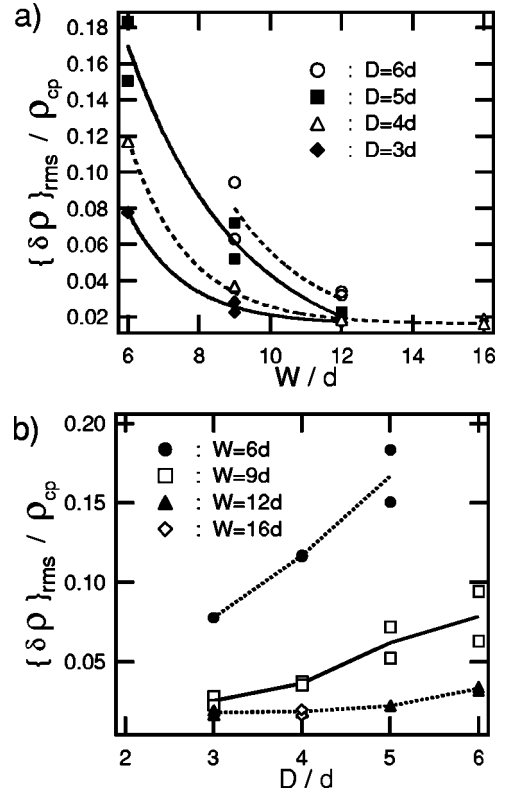 a)
{δρ}rms / ρcp
0.18
0.16
0.14
0.12
0.10
0.08
0.06
0.04
0.02
: D=6d
: D=5d
: D=4d
: D=3d
6
8
10
12
14
16
W / d
b)
{δρ}rms / ρcp
0.20
0.15
0.10
0.05
: W=6d
: W=9d
: W=12d
: W=16d
2
3
4
5
6
D / d